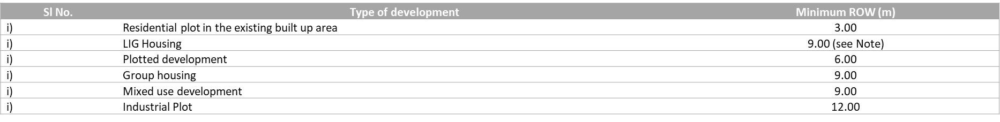 Sl No. Type of development Minimum ROW (m)
i) Residential plot in the existing built up area 3.00
i) LIG Housing 9.00 (see Note)
i) Plotted development 6.00
i) Group housing 9.00
i) Mixed use development 9.00
i) Industrial Plot 12.00